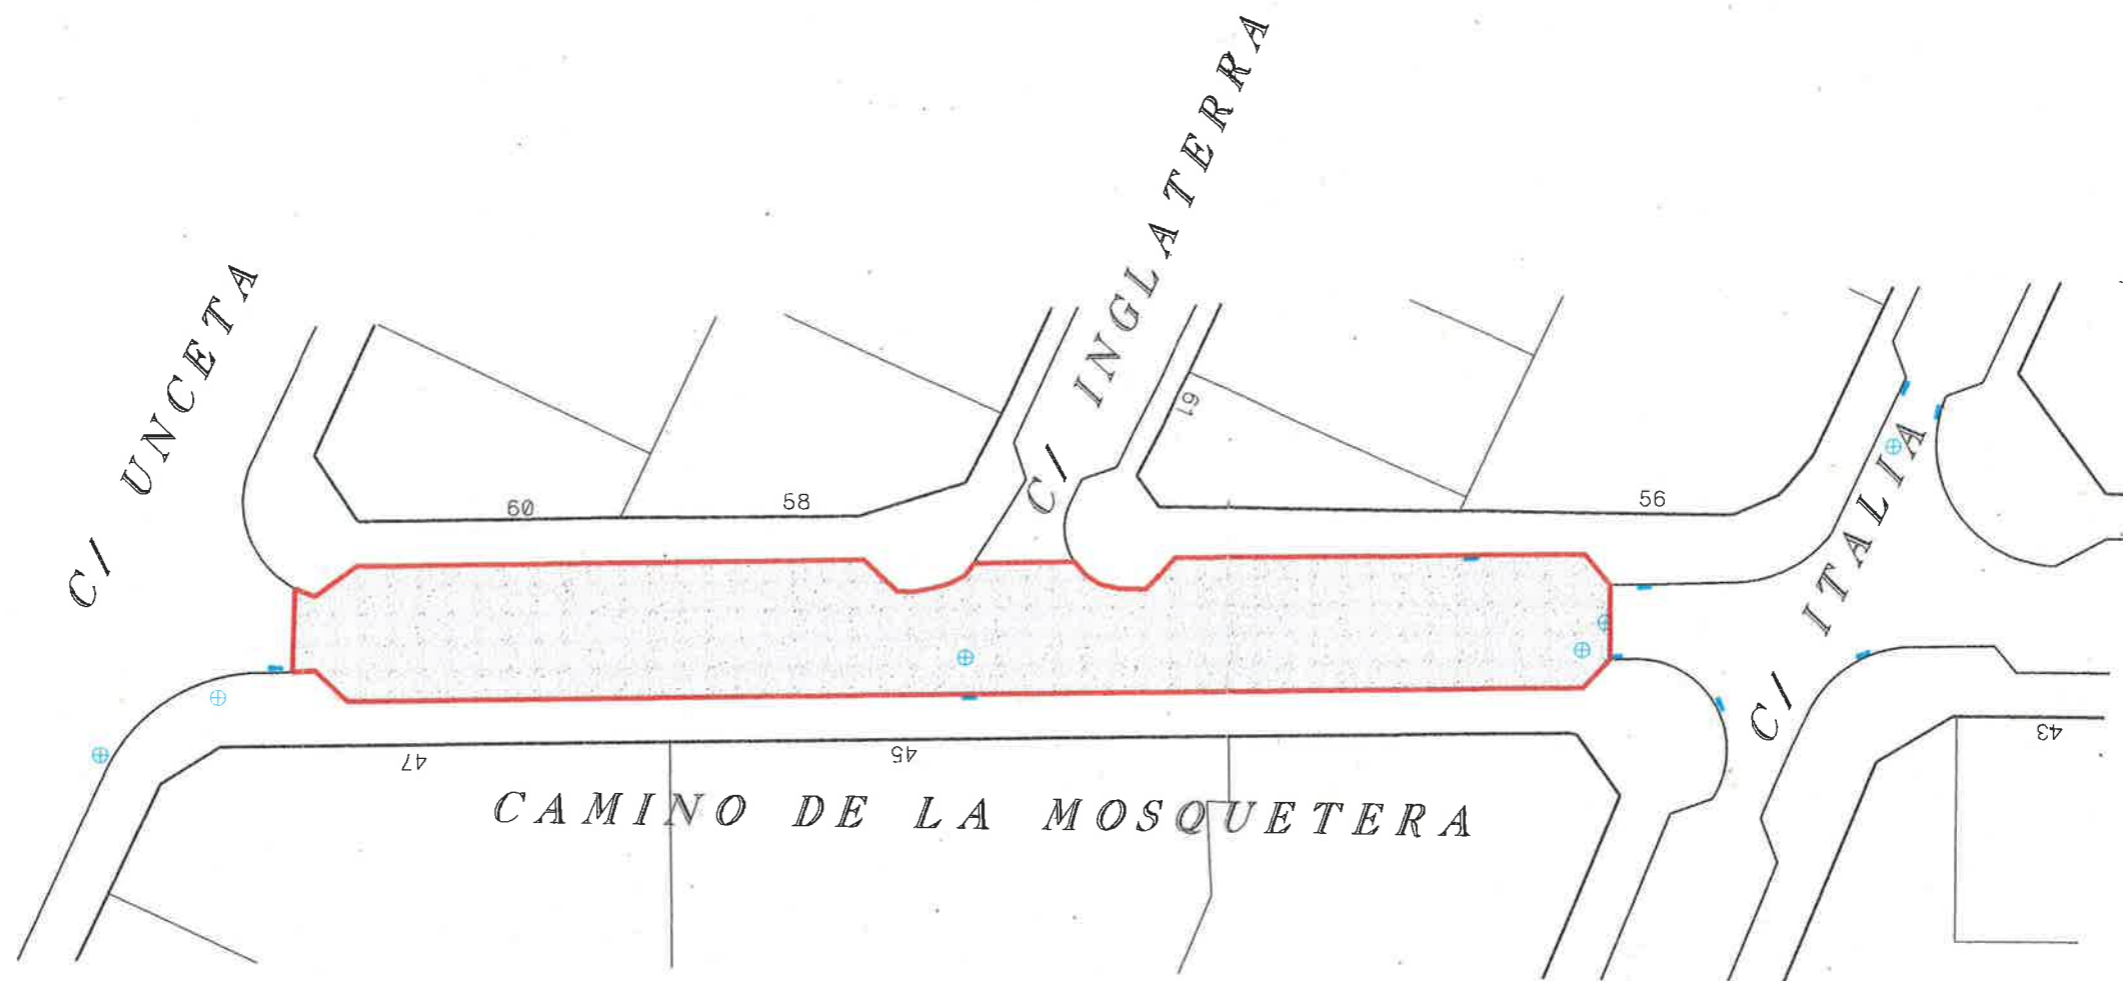 C/ UNCETA
C/ INGLATERRA
C/ ITALIA
61
60
58
56
47
45
43
CAMINO DE LA MOSQUETERA